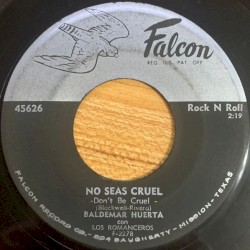 Falcon
REG. U.S. PAT. OFF.
45626
Rock N Roll
2:19
NO SEAS CRUEL
-Don't Be Cruel -
(Blackwell-Rivera)
BALDEMAR HUERTA
con
LOS ROMANCEROS
F-2278
FALCON RECORD CO.-824 DAUGHERTY-MISSION, TEXAS